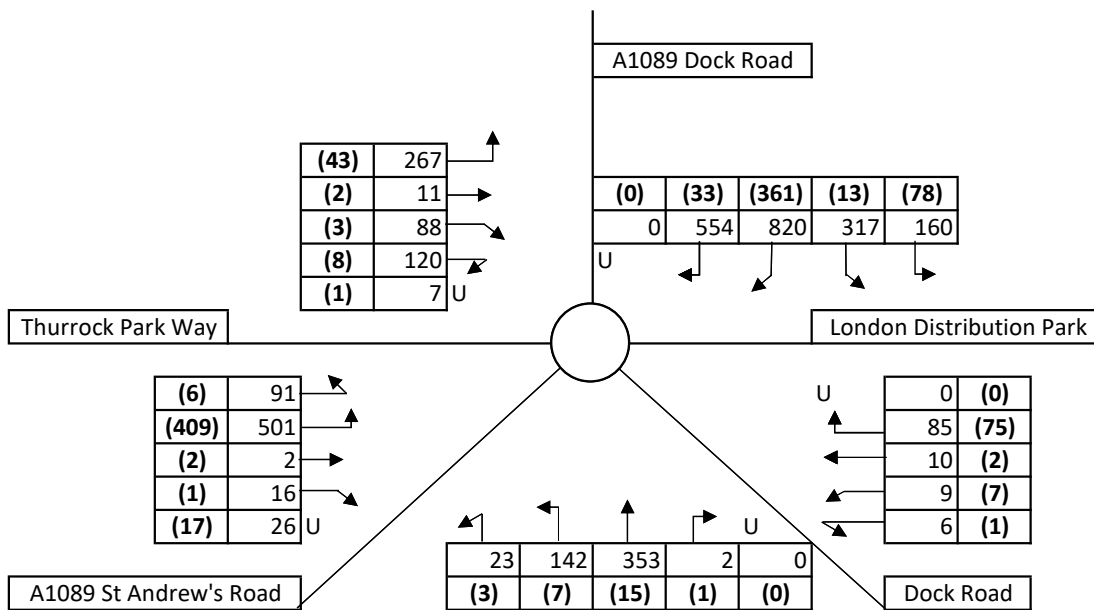 A1089 Dock Road
(43) 267
(2) 11
(3) 88
(8) 120
(1) 7 U
(0) (33) (361) (13) (78)
0 554 820 317 160
U
Thurrock Park Way
London Distribution Park
(6) 91
(409) 501
(2) 2
(1) 16
(17) 26 U
U 0 (0)
85 (75)
10 (2)
9 (7)
6 (1)
U
23 142 353 2 0
(3) (7) (15) (1) (0)
A1089 St Andrew's Road
Dock Road